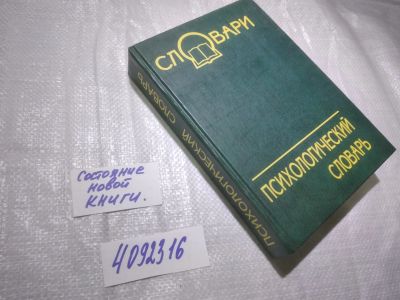 СЛОВАРИ
ПСИХОЛОГИЧЕСКИЙ
СЛОВАРЬ
ПСИХОЛОГИЧЕСКИЙ СЛОВАРЬ
Состояние
новой
книги.
4092316